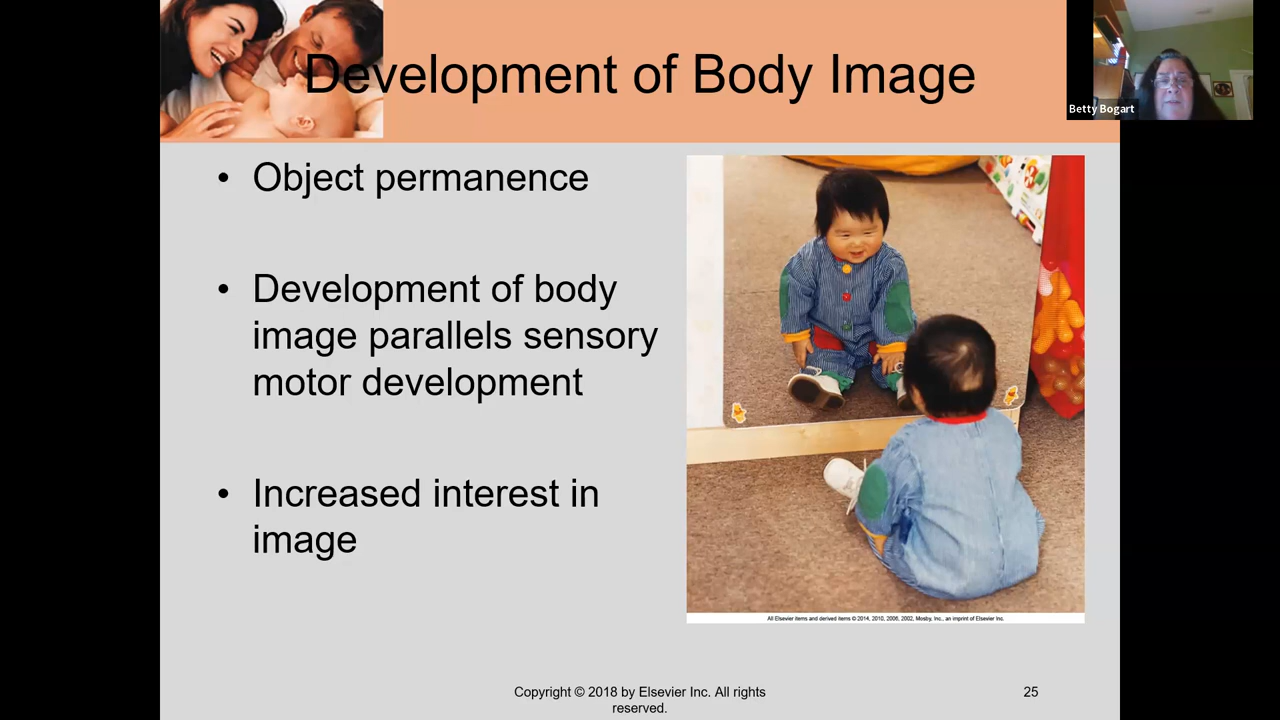 Development of Body Image
Betty Bogart
• Object permanence
• Development of body
image parallels sensory
motor development
• Increased interest in
image
All Elsevier items and derived items © 2014, 2010, 2006, 2002, Mosby, Inc., an imprint of Elsevier Inc.
Copyright © 2018 by Elsevier Inc. All rights
reserved.
25